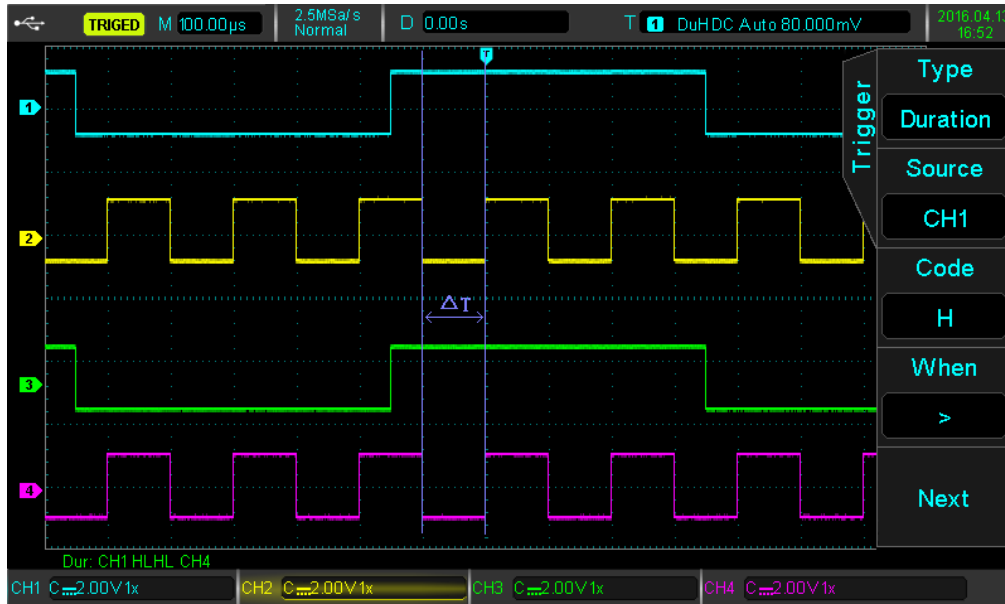 TRIGED M 100.00μs 2.5MSa/s Normal D 0.00s T 1 DuHDC Auto 80.000mV 2016.04.13 16:52
T
Trigger
Type
Duration
Source
CH1
Code
H
When
>
Next
1
2
ΔT
3
4
Dur: CH1 HLHL CH4
CH1 C 2.00V 1x CH2 C 2.00V 1x CH3 C 2.00V 1x CH4 C 2.00V 1x